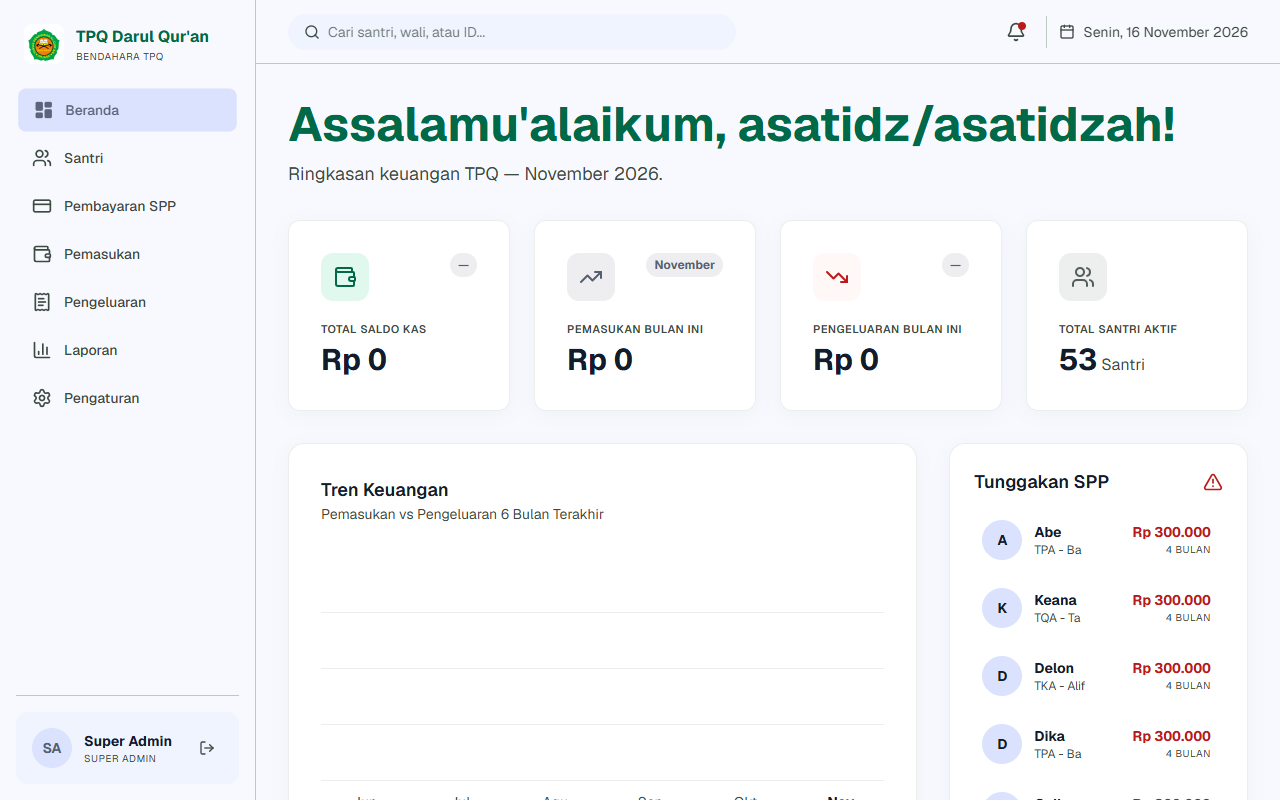 TPQ Darul Qur'an
BENDAHARA TPQ
Beranda
Santri
Pembayaran SPP
Pemasukan
Pengeluaran
Laporan
Pengaturan
SA
Super Admin
SUPER ADMIN
Cari santri, wali, atau ID...
Senin, 16 November 2026
Assalamu'alaikum, asatidz/asatidzah!
Ringkasan keuangan TPQ — November 2026.
—
TOTAL SALDO KAS
Rp 0
November
PEMASUKAN BULAN INI
Rp 0
—
PENGELUARAN BULAN INI
Rp 0
TOTAL SANTRI AKTIF
53 Santri
Tren Keuangan
Pemasukan vs Pengeluaran 6 Bulan Terakhir
Tunggakan SPP
A
Abe
TPA - Ba
Rp 300.000
4 BULAN
K
Keana
TQA - Ta
Rp 300.000
4 BULAN
D
Delon
TKA - Alif
Rp 300.000
4 BULAN
D
Dika
TPA - Ba
Rp 300.000
4 BULAN